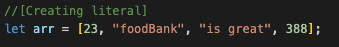 //[Creating literal]
let arr = [23, "foodBank", "is great", 388];